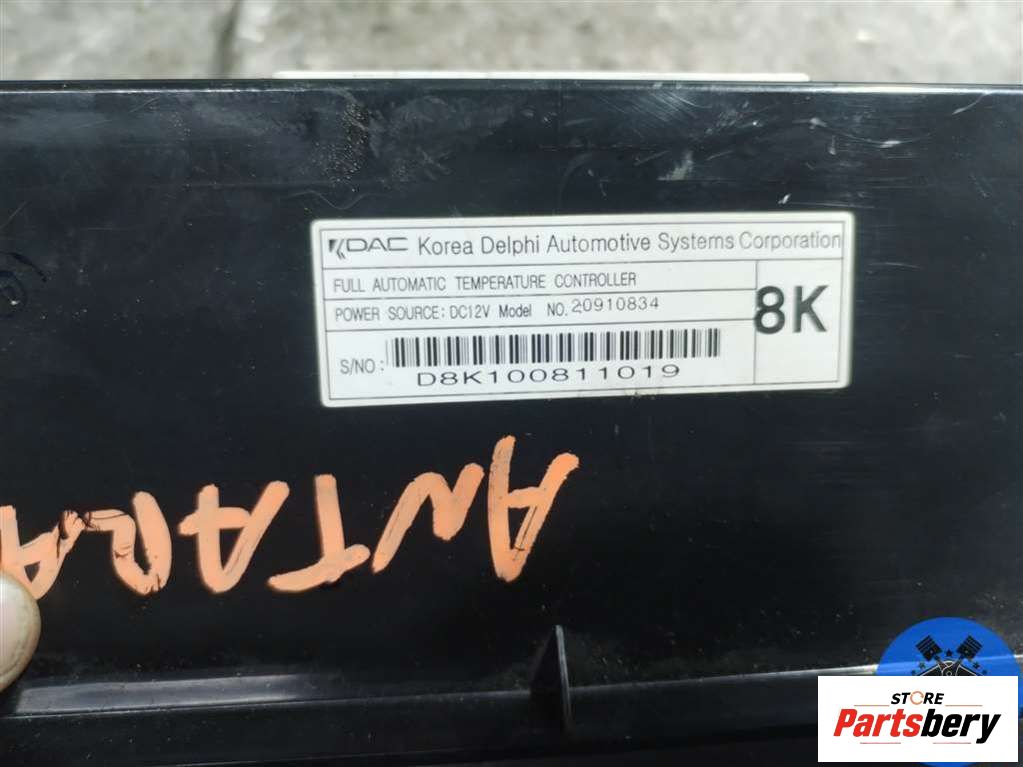 KDAC Korea Delphi Automotive Systems Corporation
FULL AUTOMATIC TEMPERATURE CONTROLLER
POWER SOURCE: DC12V Model NO. 20910834
8K
S/NO:
D8K100811019
ANTARA
STORE
Partsbery